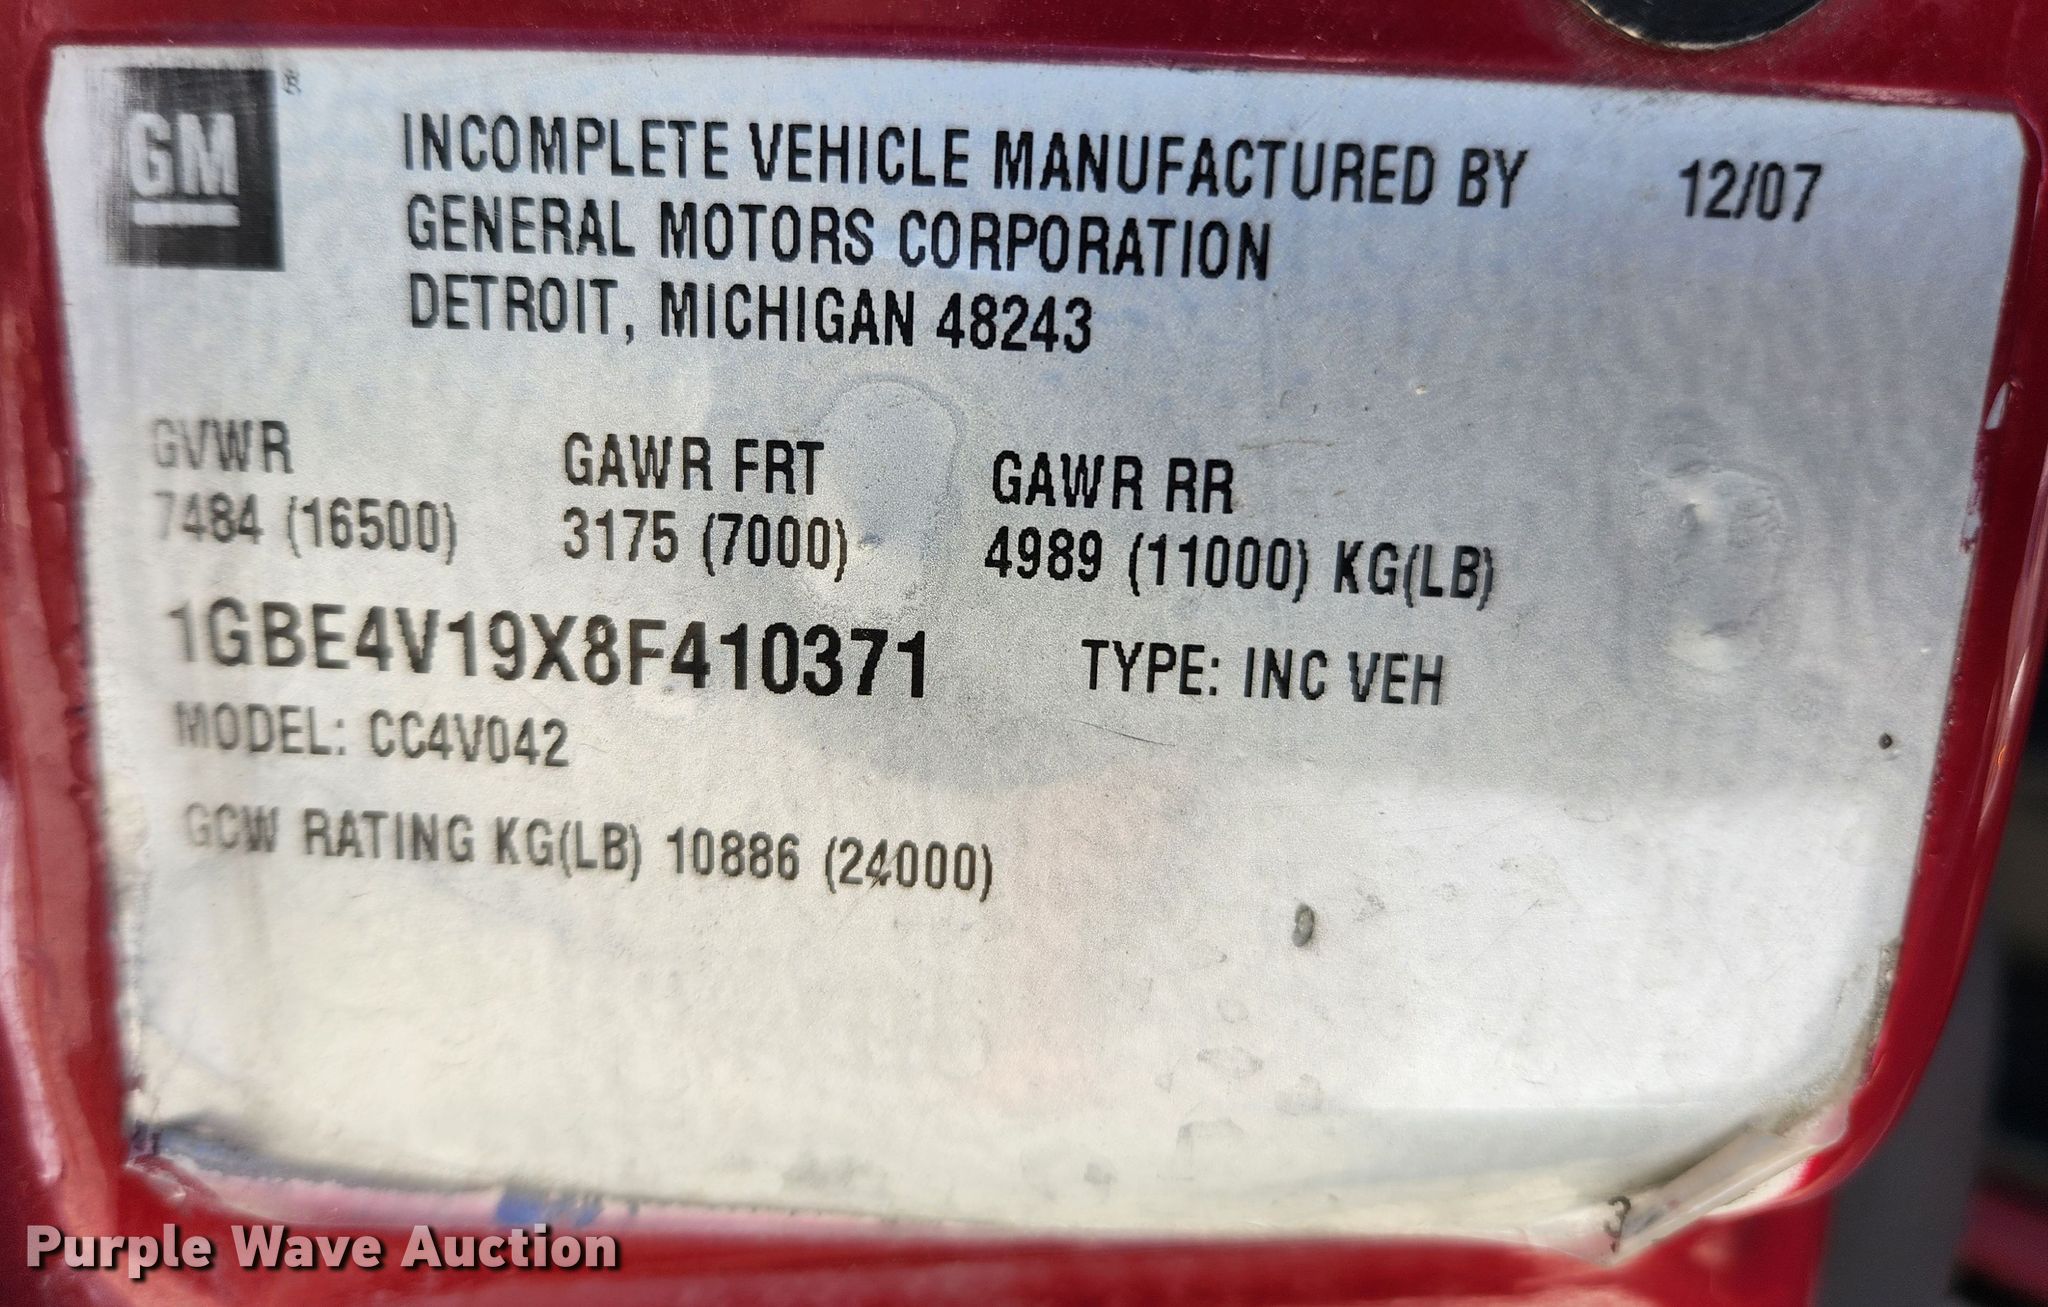 GM
INCOMPLETE VEHICLE MANUFACTURED BY 12/07
GENERAL MOTORS CORPORATION
DETROIT, MICHIGAN 48243
GVWR GAWR FRT GAWR RR
7484 (16500) 3175 (7000) 4989 (11000) KG(LB)
1GBE4V19X8F410371 TYPE: INC VEH
MODEL: CC4V042
GCW RATING KG(LB) 10886 (24000)
3
Purple Wave Auction